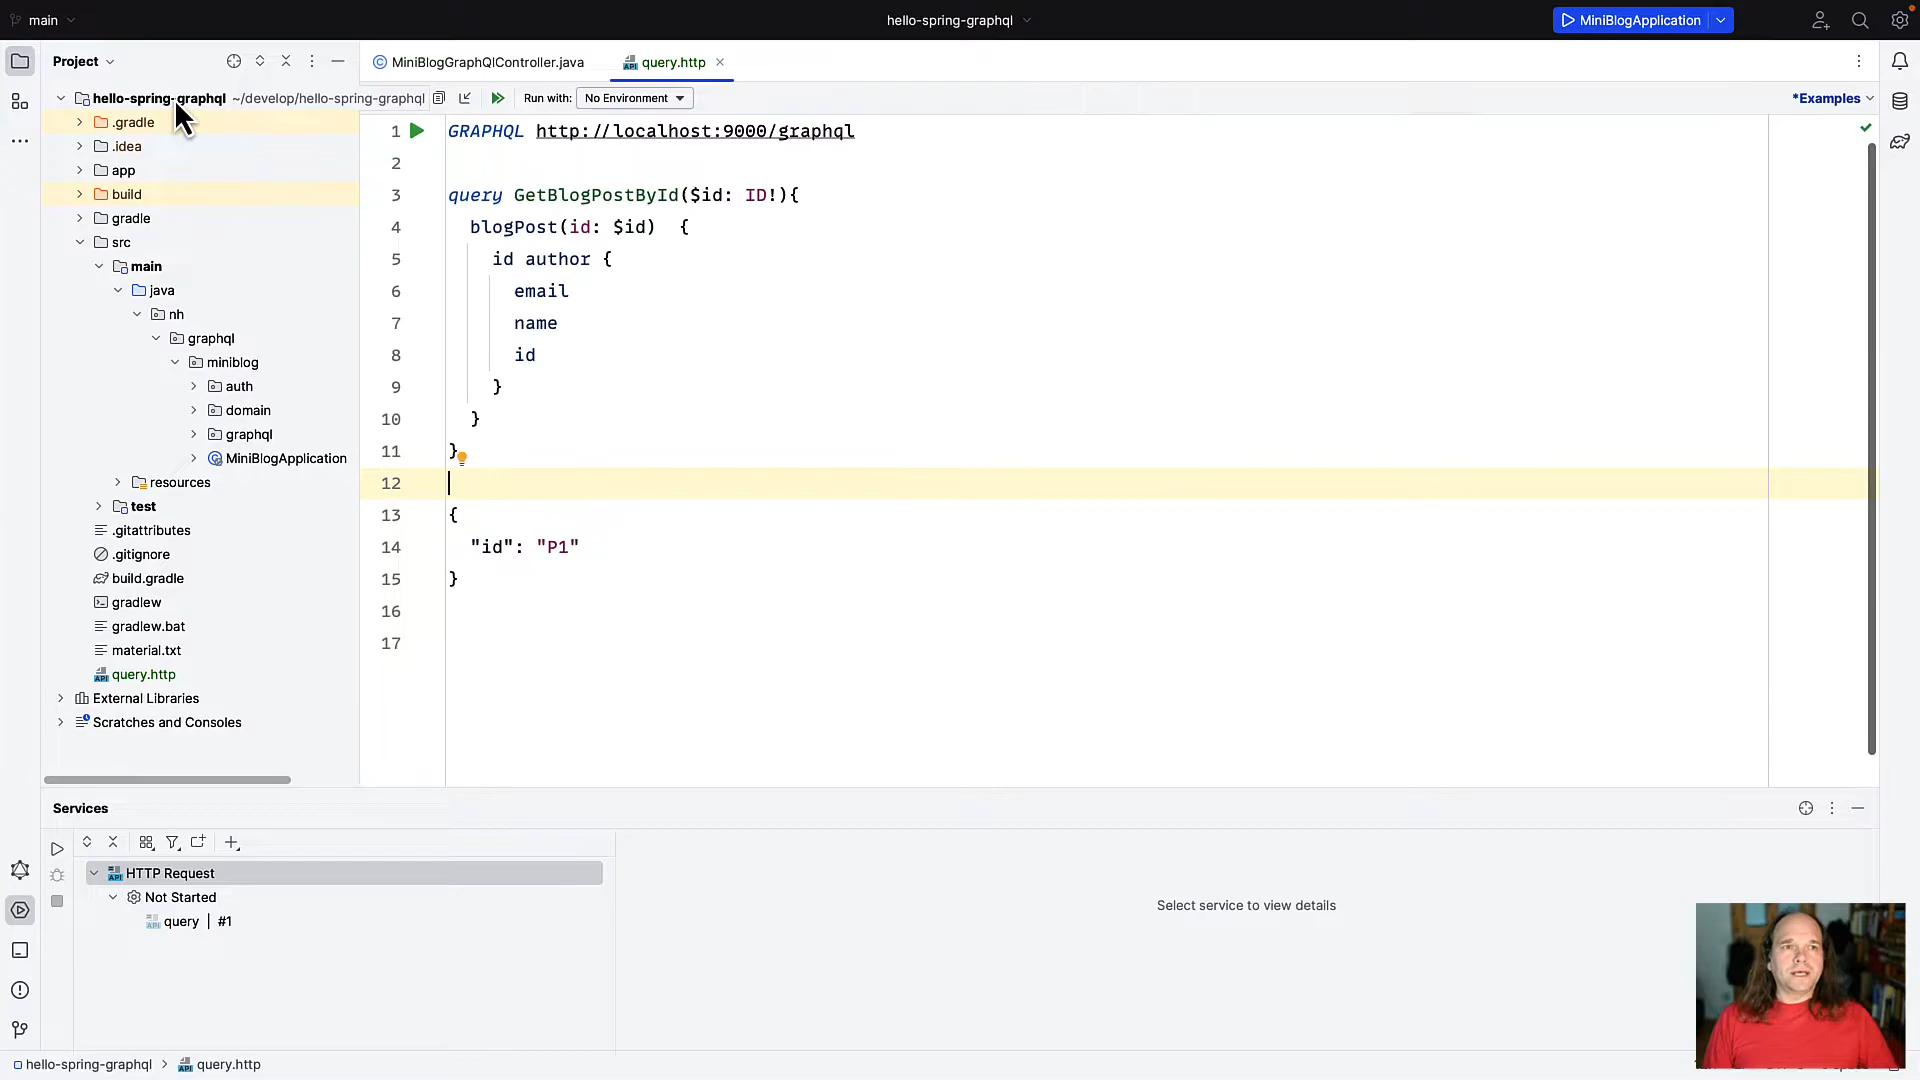 main
hello-spring-graphql
MiniBlogApplication
Project
MiniBlogGraphQlController.java
query.http
hello-spring-graphql ~/develop/hello-spring-graphql
Run with: No Environment
*Examples
.gradle
.idea
app
build
gradle
src
main
java
nh
graphql
miniblog
auth
domain
graphql
MiniBlogApplication
resources
test
.gitattributes
.gitignore
build.gradle
gradlew
gradlew.bat
material.txt
query.http
External Libraries
Scratches and Consoles
1 GRAPHQL http://localhost:9000/graphql
2
3 query GetBlogPostById($id: ID!){
4 blogPost(id: $id) {
5 id author {
6 email
7 name
8 id
9 }
10 }
11 }
12
13 {
14 "id": "P1"
15 }
16
17
Services
HTTP Request
Not Started
query | #1
Select service to view details
hello-spring-graphql > query.http